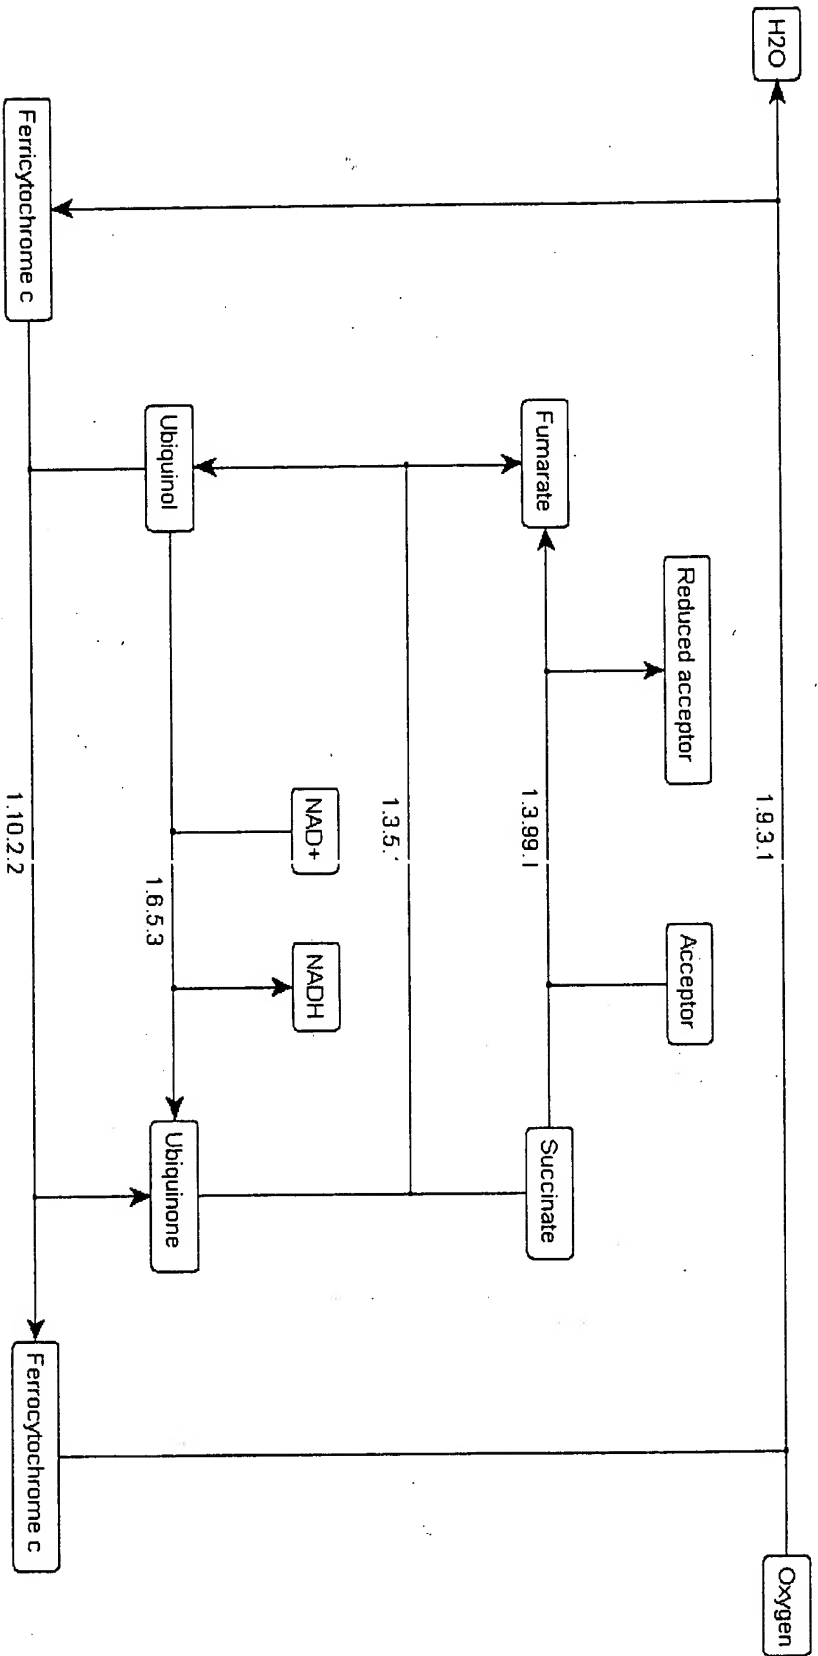 H2O
Oxygen
1.9.3.1
Reduced acceptor
Acceptor
Fumarate
1.3.99.1
Succinate
1.3.5.
NAD+
NADH
Ubiquinol
1.6.5.3
Ubiquinone
Ferricytochrome c
1.10.2.2
Ferrocytochrome c